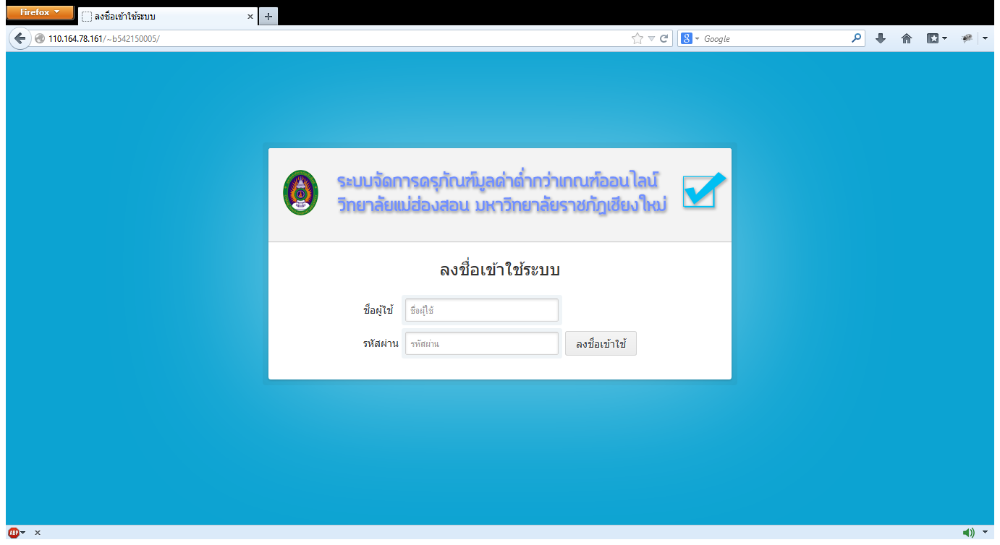 Firefox
ลงชื่อเข้าใช้ระบบ
110.164.78.161/~b542150005/
8 Google
ระบบจัดการครุภัณฑ์มูลค่าต่ำกว่าเกณฑ์ออนไลน์
วิทยาลัยแม่ฮ่องสอน มหาวิทยาลัยราชภัฏเชียงใหม่
ลงชื่อเข้าใช้ระบบ
ชื่อผู้ใช้ ชื่อผู้ใช้
รหัสผ่าน รหัสผ่าน ลงชื่อเข้าใช้
ABP